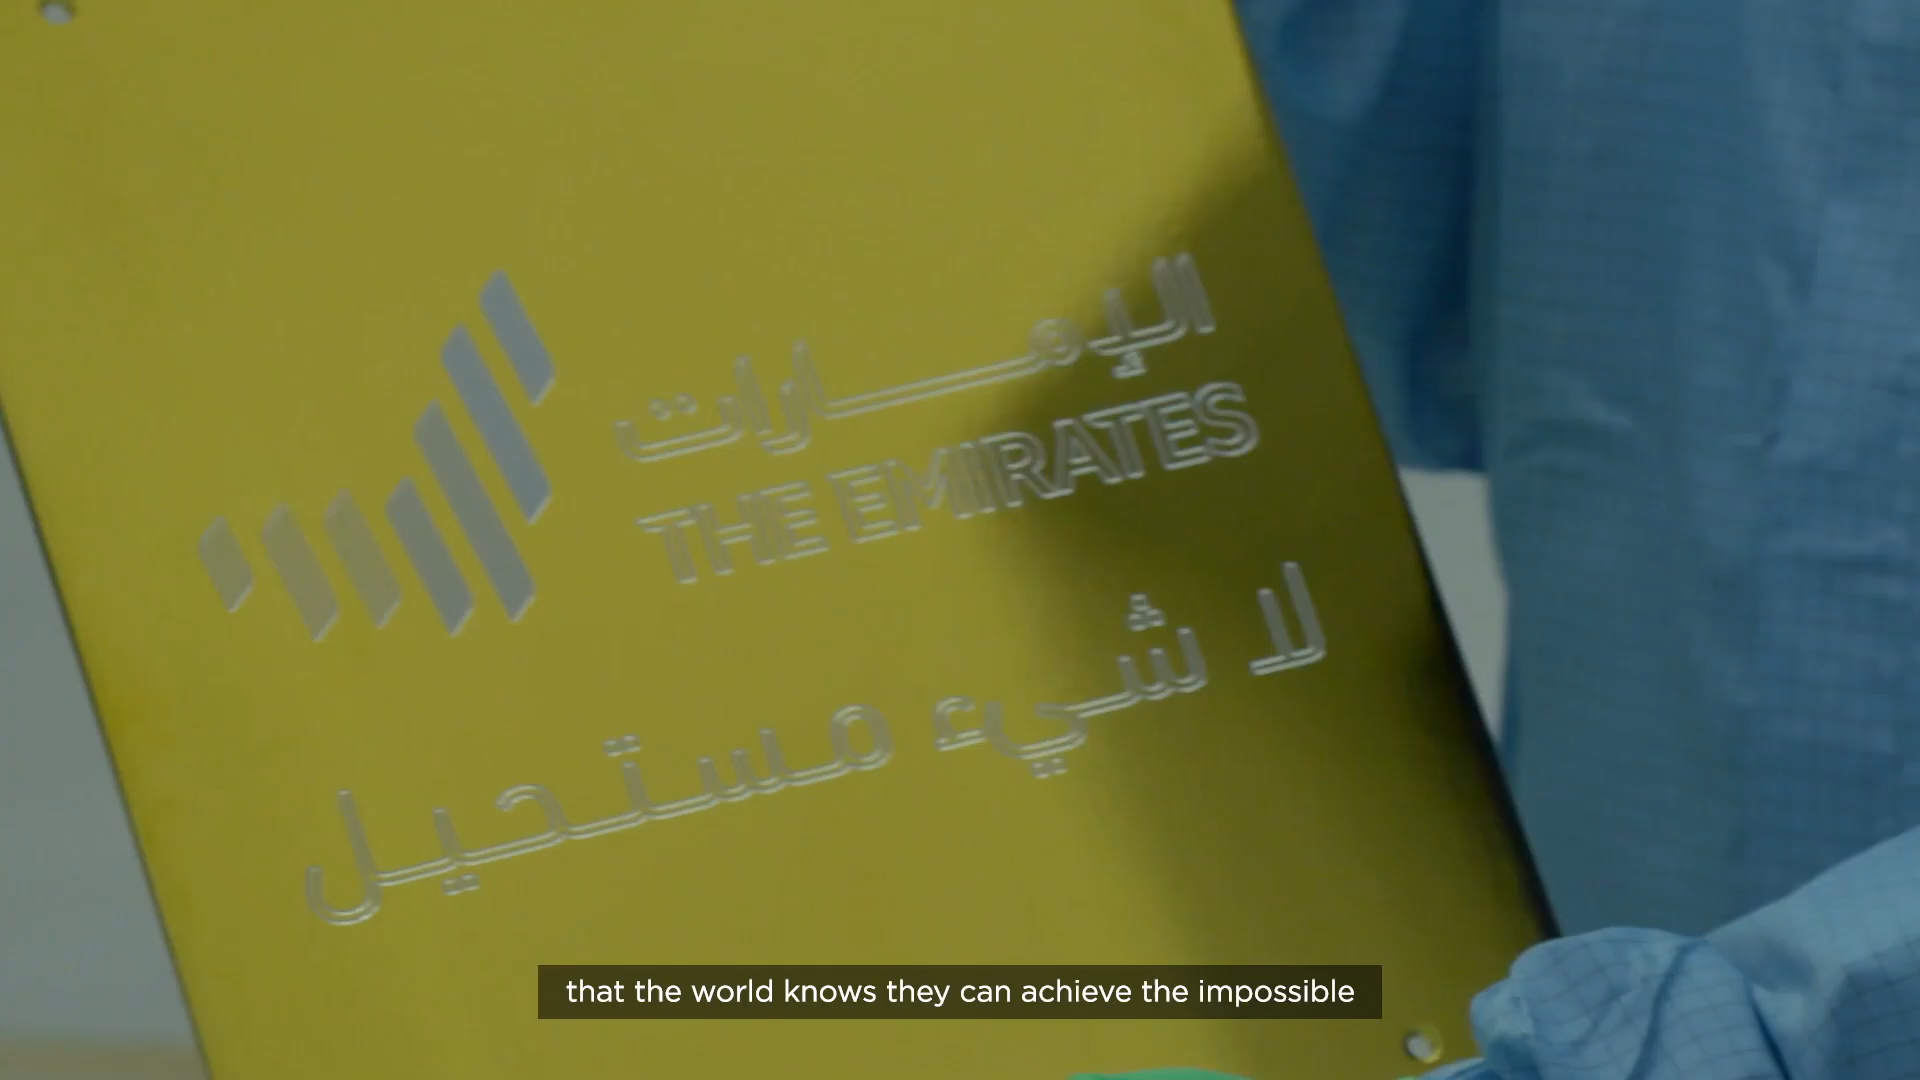 الإمارات
THE EMIRATES
لا شيء مستحيل
that the world knows they can achieve the impossible